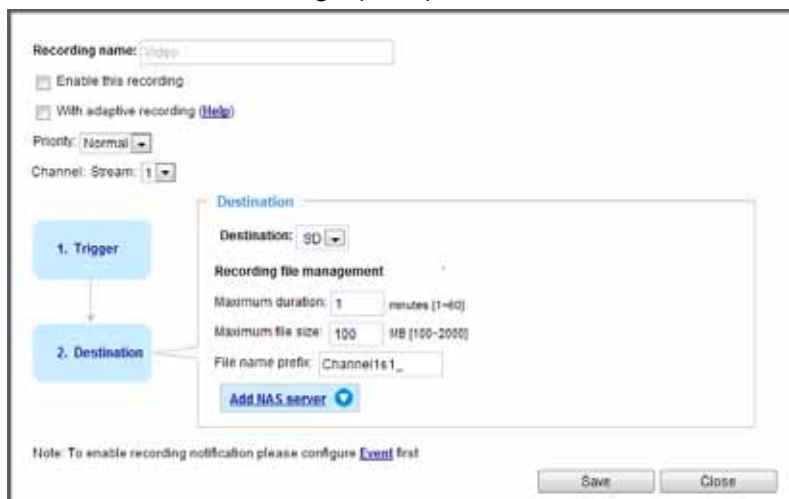 Recording name: Video
Enable this recording
With adaptive recording (Help)
Priority: Normal
Channel: Stream: 1
Destination
1. Trigger
Destination: SD
Recording file management
Maximum duration: 1 minutes [1~60]
Maximum file size: 100 MB [100~2000]
2. Destination
File name prefix: Channel1s1_
Add NAS server
Note: To enable recording notification please configure Event first
Save Close